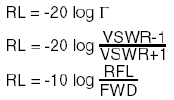 RL = -20 log Γ
RL = -20 log VSWR-1
VSWR+1
RL = -10 log RFL
FWD